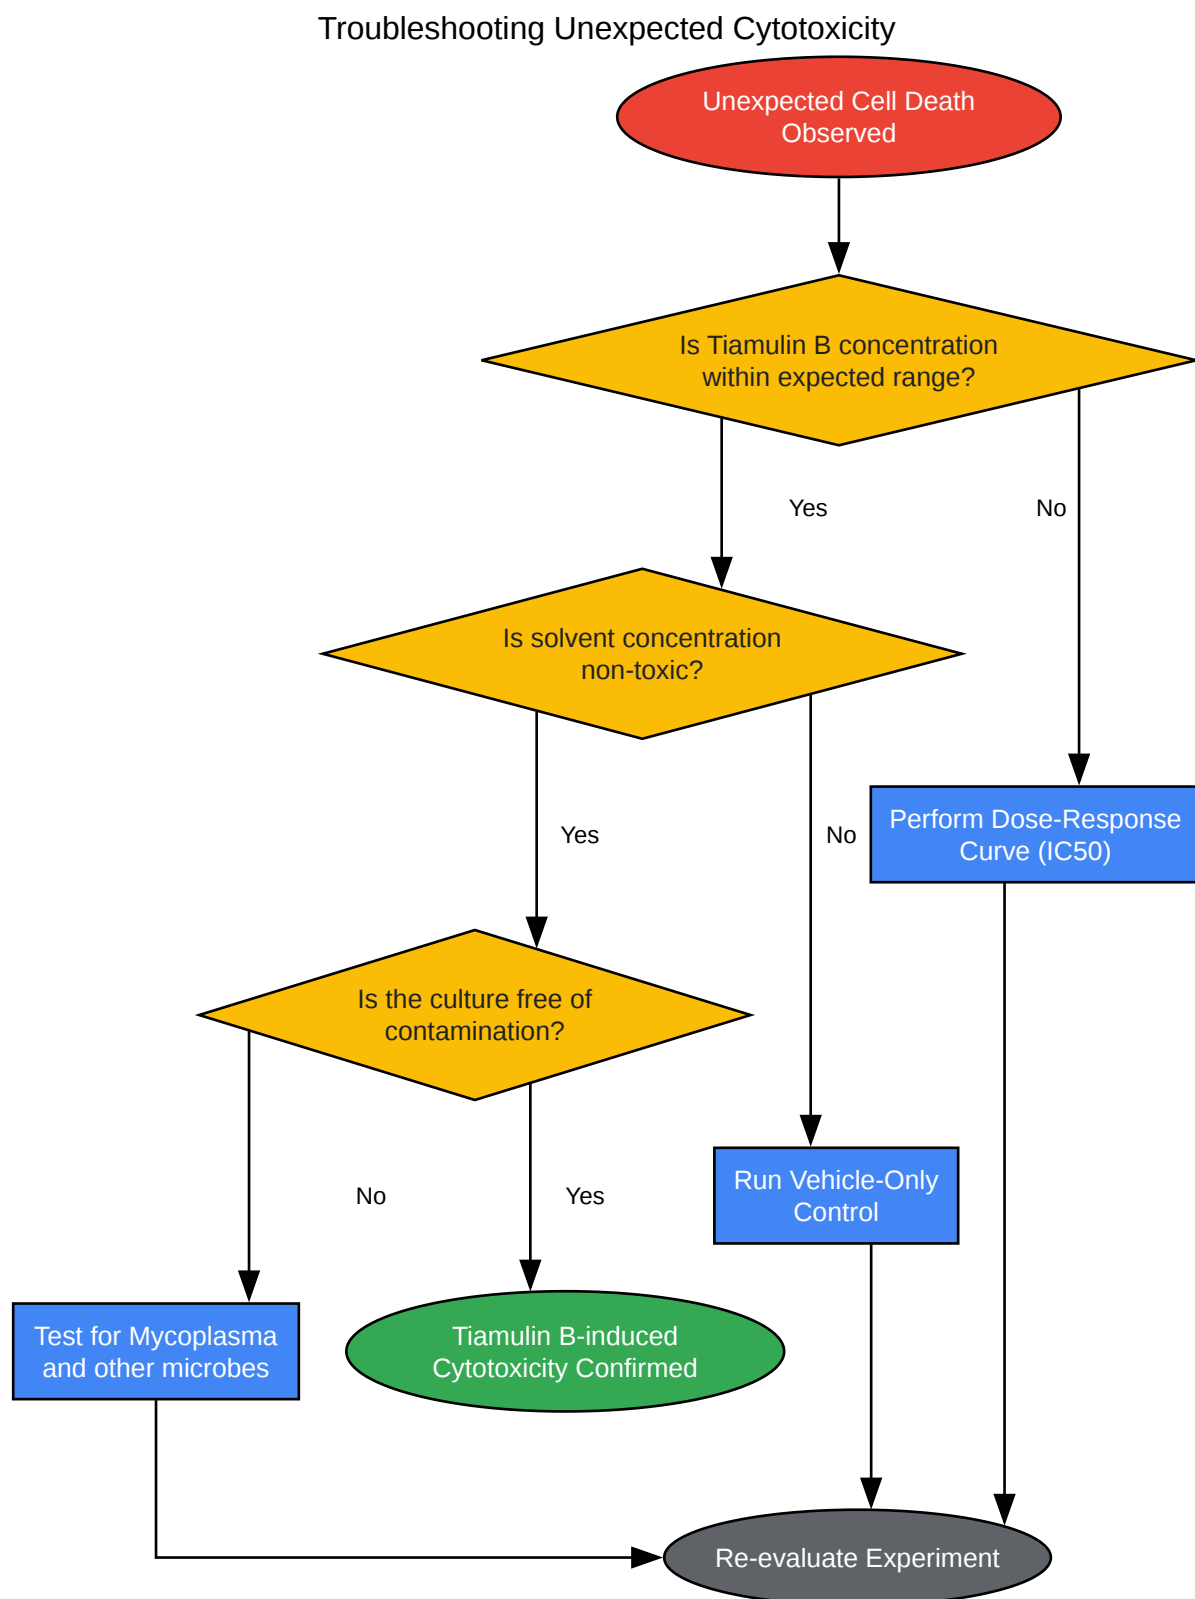 Troubleshooting Unexpected Cytotoxicity
Unexpected Cell Death
Observed
Is Tiamulin B concentration
within expected range?
Yes
No
Is solvent concentration
non-toxic?
Yes
No
Perform Dose-Response
Curve (IC50)
Is the culture free of
contamination?
No
Yes
Run Vehicle-Only
Control
Test for Mycoplasma
and other microbes
Tiamulin B-induced
Cytotoxicity Confirmed
Re-evaluate Experiment